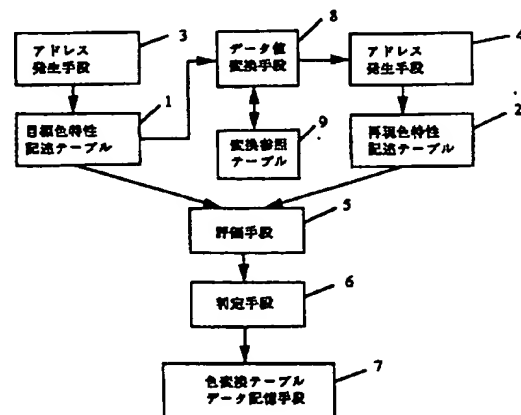 3
アドレス
発生手段
8
データ値
変換手段
4
アドレス
発生手段
1
目標色特性
記述テーブル
9
変換参照
テーブル
2
再現色特性
記述テーブル
5
評価手段
6
判定手段
7
色変換テーブル
データ記憶手段